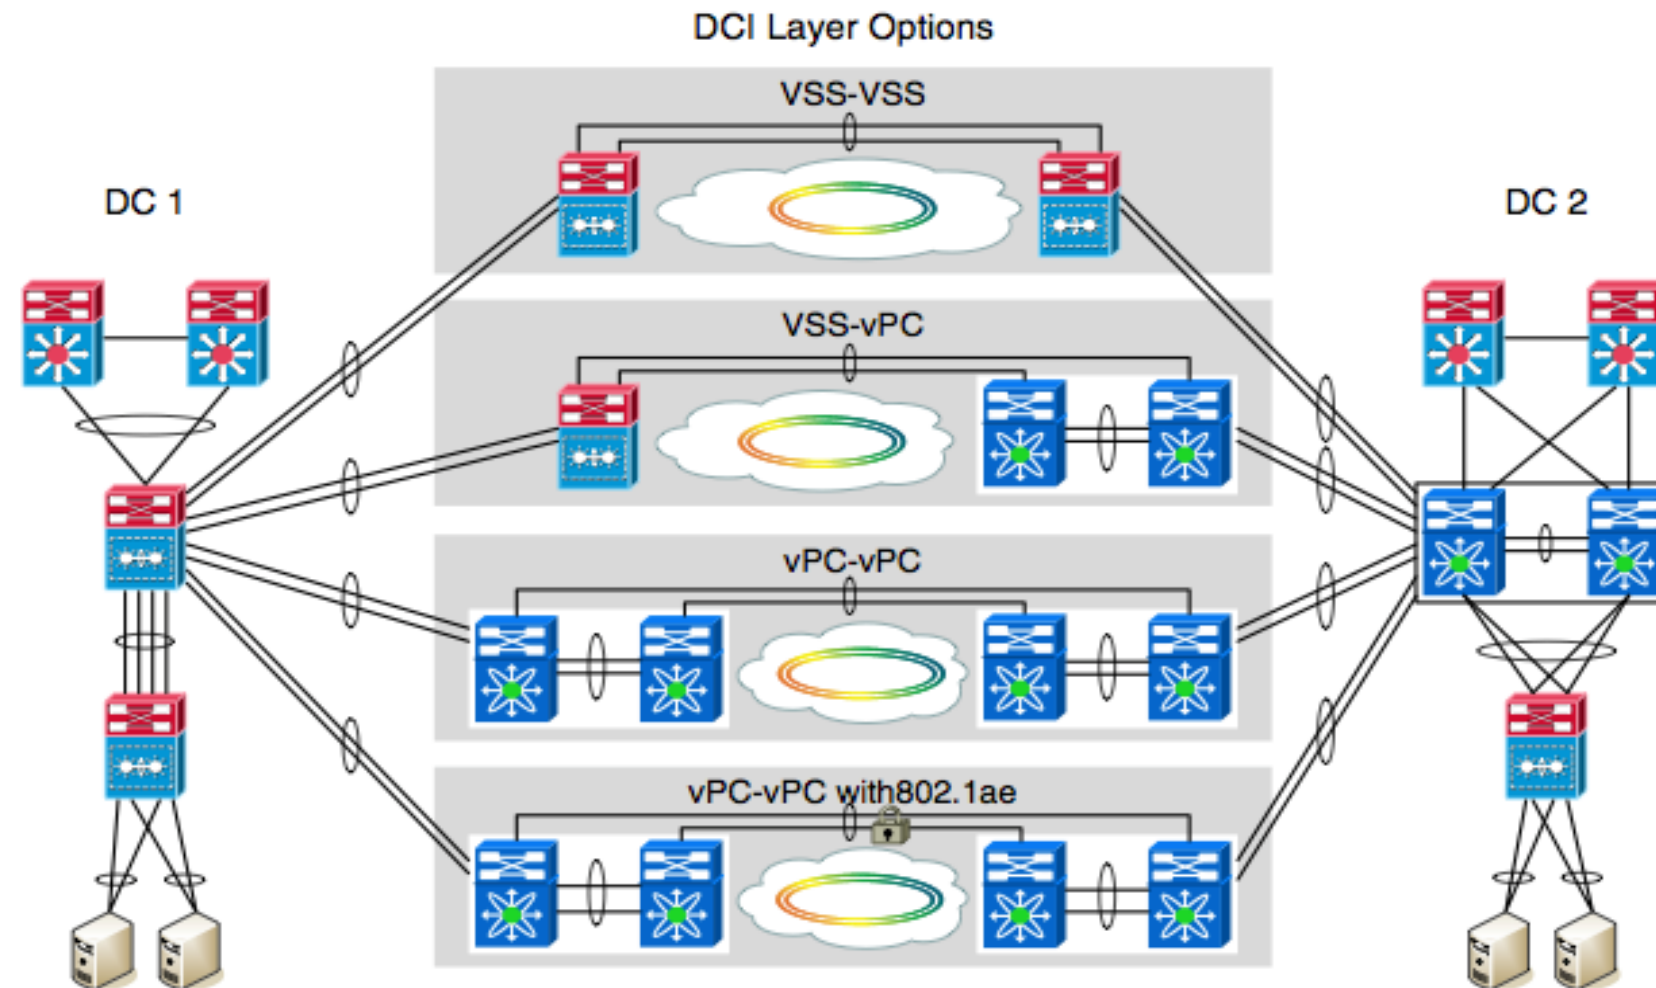 DCI Layer Options
VSS-VSS
DC 1
DC 2
VSS-vPC
vPC-vPC
vPC-vPC with802.1ae